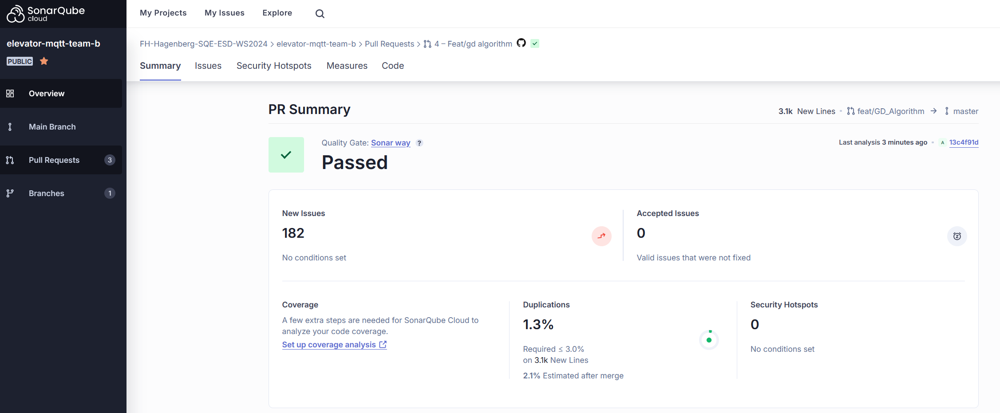 SonarQube
cloud
My Projects
My Issues
Explore
elevator-mqtt-team-b
PUBLIC
Overview
Main Branch
Pull Requests 3
Branches 1
FH-Hagenberg-SQE-ESD-WS2024 > elevator-mqtt-team-b > Pull Requests > 4 – Feat/gd algorithm
Summary
Issues
Security Hotspots
Measures
Code
PR Summary
3.1k New Lines • feat/GD_Algorithm → master
Quality Gate: Sonar way ?
Passed
Last analysis 3 minutes ago • A 13c4f91d
New Issues
182
No conditions set
Accepted Issues
0
Valid issues that were not fixed
Coverage
A few extra steps are needed for SonarQube Cloud to
analyze your code coverage.
Set up coverage analysis
Duplications
1.3%
Required ≤ 3.0%
on 3.1k New Lines
2.1% Estimated after merge
Security Hotspots
0
No conditions set